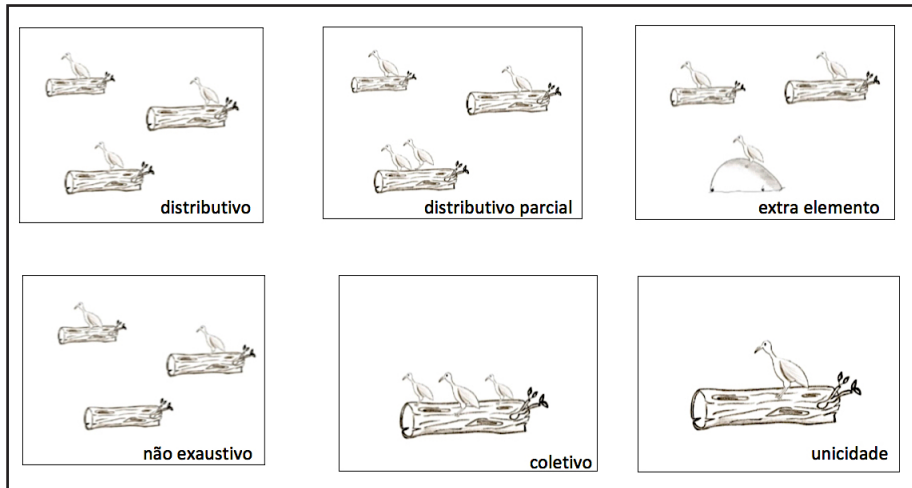 distributivo
distributivo parcial
extra elemento
não exaustivo
coletivo
unicidade